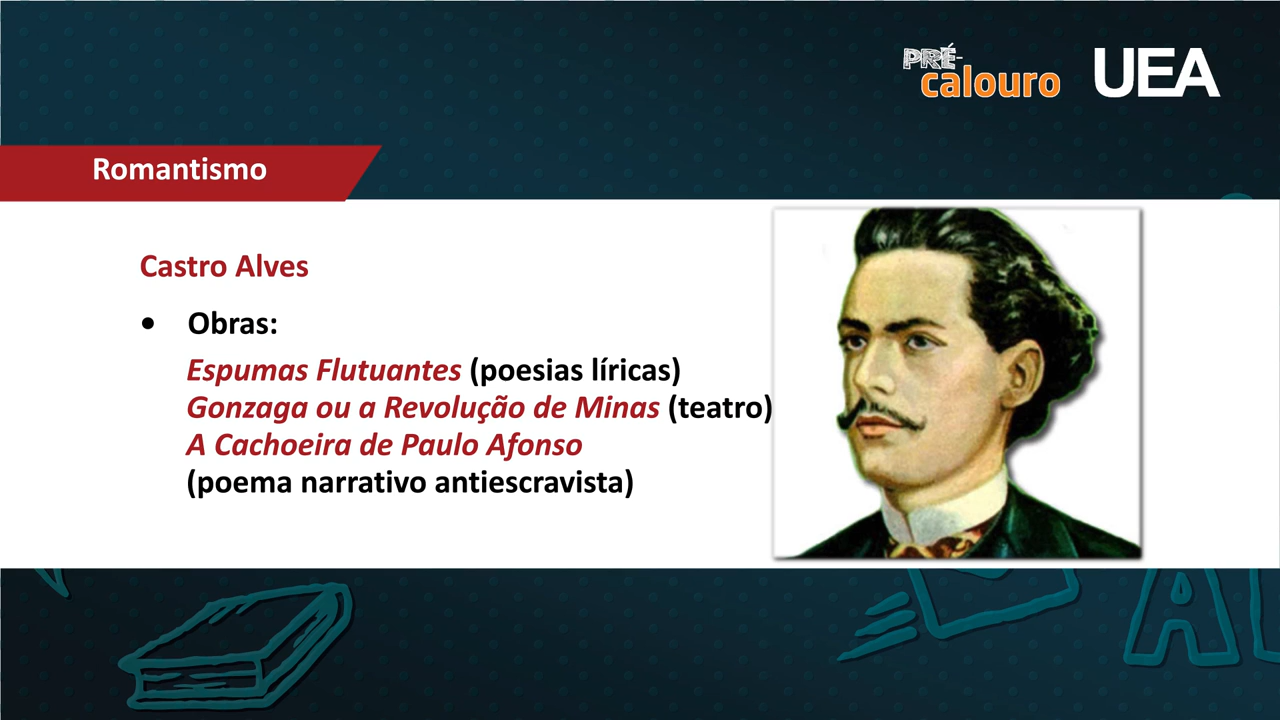 PRÉ-
calouro
UEA
Romantismo
Castro Alves
• Obras:
Espumas Flutuantes (poesias líricas)
Gonzaga ou a Revolução de Minas (teatro)
A Cachoeira de Paulo Afonso
(poema narrativo antiescravista)